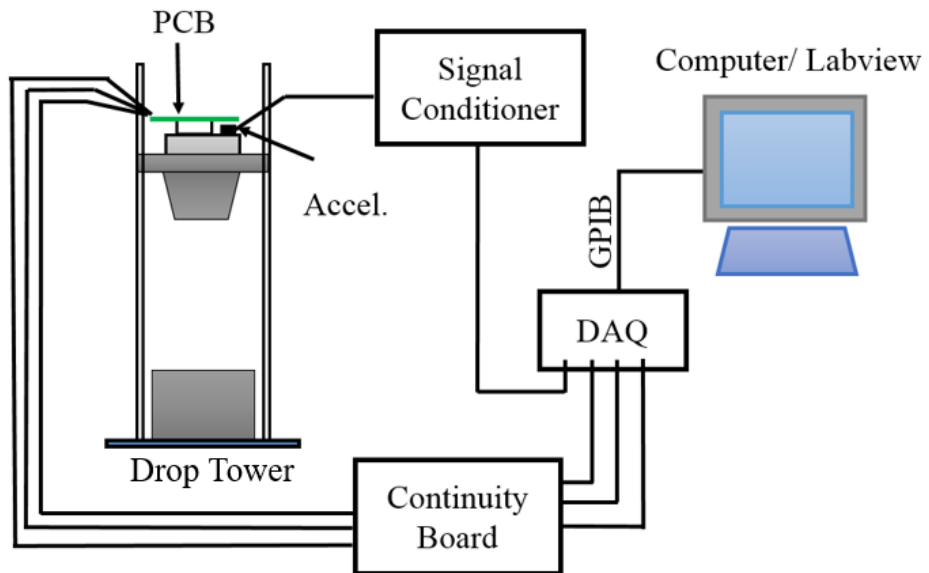 PCB
Signal
Conditioner
Computer/ Labview
Accel.
GPIB
DAQ
Drop Tower
Continuity
Board